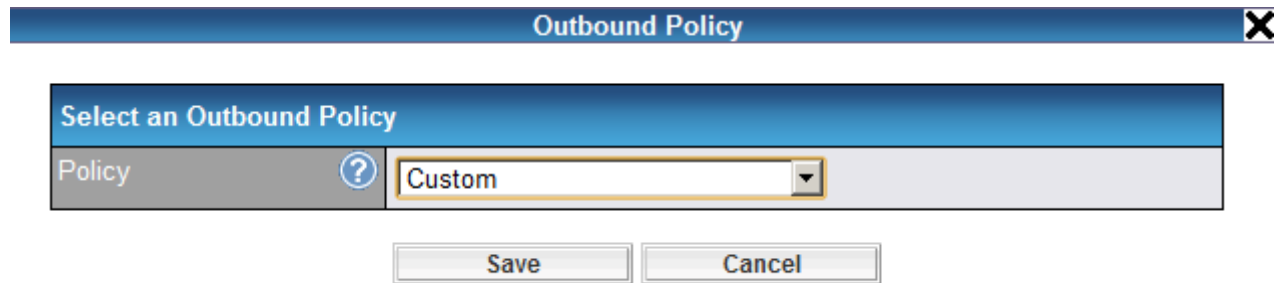 Outbound Policy
Select an Outbound Policy
Policy ? Custom
Save Cancel